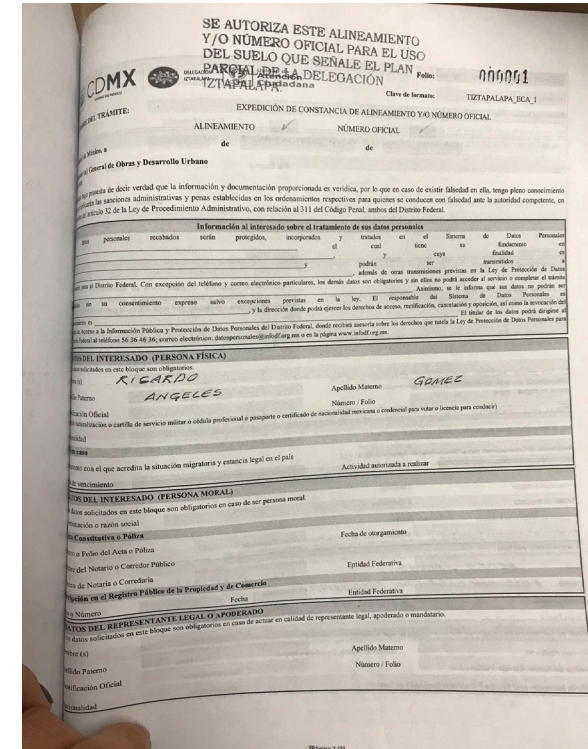 SE AUTORIZA ESTE ALINEAMIENTO
Y/O NÚMERO OFICIAL PARA EL USO
DEL SUELO QUE SEÑALE EL PLAN
PARCIAL DE LA DELEGACIÓN
IZTAPALAPA.
Atención Ciudadana
CDMX
Folio: 000001
Clave de formato: TIZTAPALAPA_ECA_1
DEL TRÁMITE:
EXPEDICIÓN DE CONSTANCIA DE ALINEAMIENTO Y/O NÚMERO OFICIAL
ALINEAMIENTO NÚMERO OFICIAL
México, a de de
General de Obras y Desarrollo Urbano
protesta de decir verdad que la información y documentación proporcionada es verídica, por lo que en caso de existir falsedad en ella, tengo pleno conocimiento
las sanciones administrativas y penas establecidas en los ordenamientos respectivos para quienes se conducen con falsedad ante la autoridad competente, en
artículo 32 de la Ley de Procedimiento Administrativo, con relación al 311 del Código Penal, ambos del Distrito Federal.
Información al interesado sobre el tratamiento de sus datos personales
personales recabados serán protegidos, incorporados y tratados en el Sistema de Datos Personales
el cual tiene su fundamento en
y cuya finalidad es
y podrán ser transmitidos a
, además de otras transmisiones previstas en la Ley de Protección de Datos
Distrito Federal. Con excepción del teléfono y correo electrónico particulares, los demás datos son obligatorios y sin ellos no podrá acceder al servicio o completar el trámite
Asimismo, se le informa que sus datos no podrán ser
sin su consentimiento expreso salvo excepciones previstas en la ley. El responsable del Sistema de Datos Personales es
, y la dirección donde podrá ejercer los derechos de acceso, rectificación, cancelación y oposición, así como la revocación del
El titular de los datos podrá dirigirse al
Acceso a la Información Pública y Protección de Datos Personales del Distrito Federal, donde recibirá asesoría sobre los derechos que tutela la Ley de Protección de Datos Personales para
Federal al teléfono 56 36 46 36; correo electrónico: datospersonales@infodf.org.mx o en la página www.infodf.org.mx
DEL INTERESADO (PERSONA FÍSICA)
solicitados en este bloque son obligatorios.
RICARDO
Paterno ANGELES Apellido Materno GOMEZ
Oficial Número / Folio
o cartilla de servicio militar o cédula profesional o pasaporte o certificado de nacionalidad mexicana o credencial para votar o licencia para conducir)
con el que acredita la situación migratoria y estancia legal en el país
de vencimiento Actividad autorizada a realizar
DEL INTERESADO (PERSONA MORAL)
datos solicitados en este bloque son obligatorios en caso de ser persona moral.
o razón social
Constitutiva o Póliza
o Folio del Acta o Póliza Fecha de otorgamiento
del Notario o Corredor Público
de Notaría o Correduría Entidad Federativa
en el Registro Público de la Propiedad y de Comercio
o Número Fecha Entidad Federativa
DATOS DEL REPRESENTANTE LEGAL O APODERADO
datos solicitados en este bloque son obligatorios en caso de actuar en calidad de representante legal, apoderado o mandatario.
(s)
Paterno Apellido Materno
Oficial Número / Folio